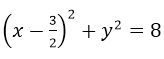 (x − 3/2)² + y² = 8